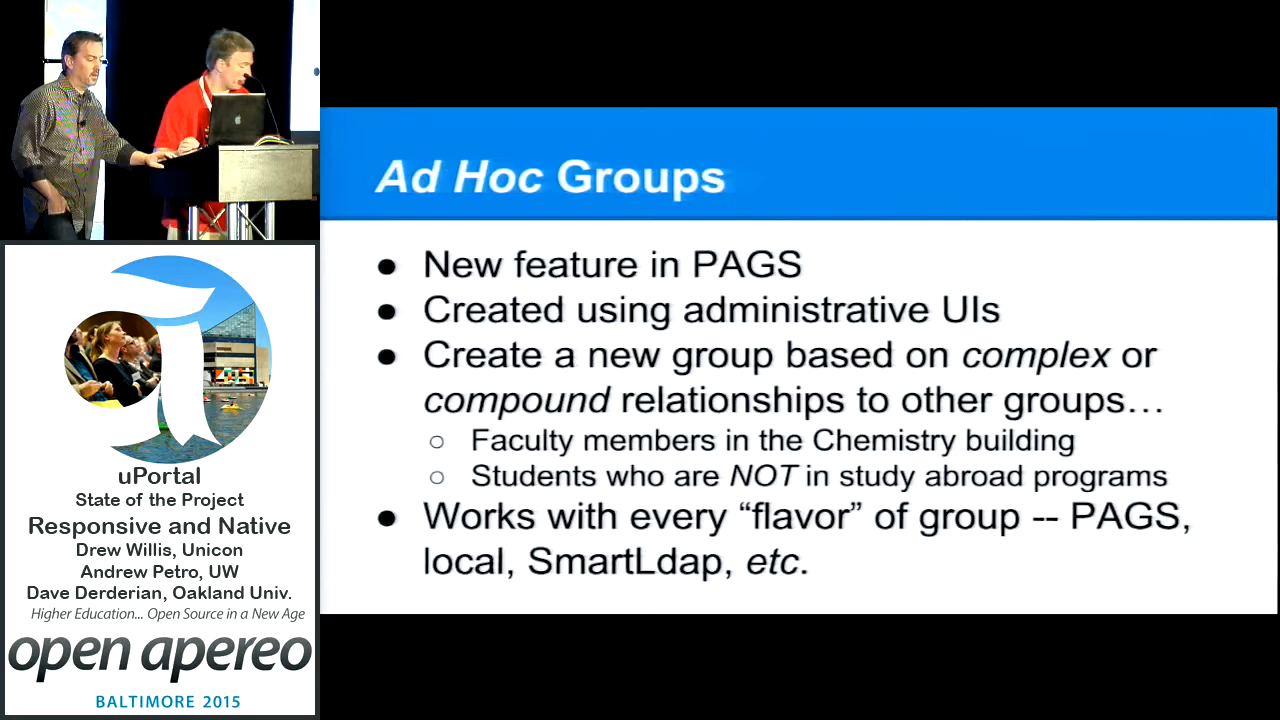 Ad Hoc Groups
● New feature in PAGS
● Created using administrative UIs
● Create a new group based on complex or
compound relationships to other groups…
○ Faculty members in the Chemistry building
○ Students who are NOT in study abroad programs
● Works with every “flavor” of group -- PAGS,
local, SmartLdap, etc.
uPortal
State of the Project
Responsive and Native
Drew Willis, Unicon
Andrew Petro, UW
Dave Derderian, Oakland Univ.
Higher Education... Open Source in a New Age
open apereo
BALTIMORE 2015